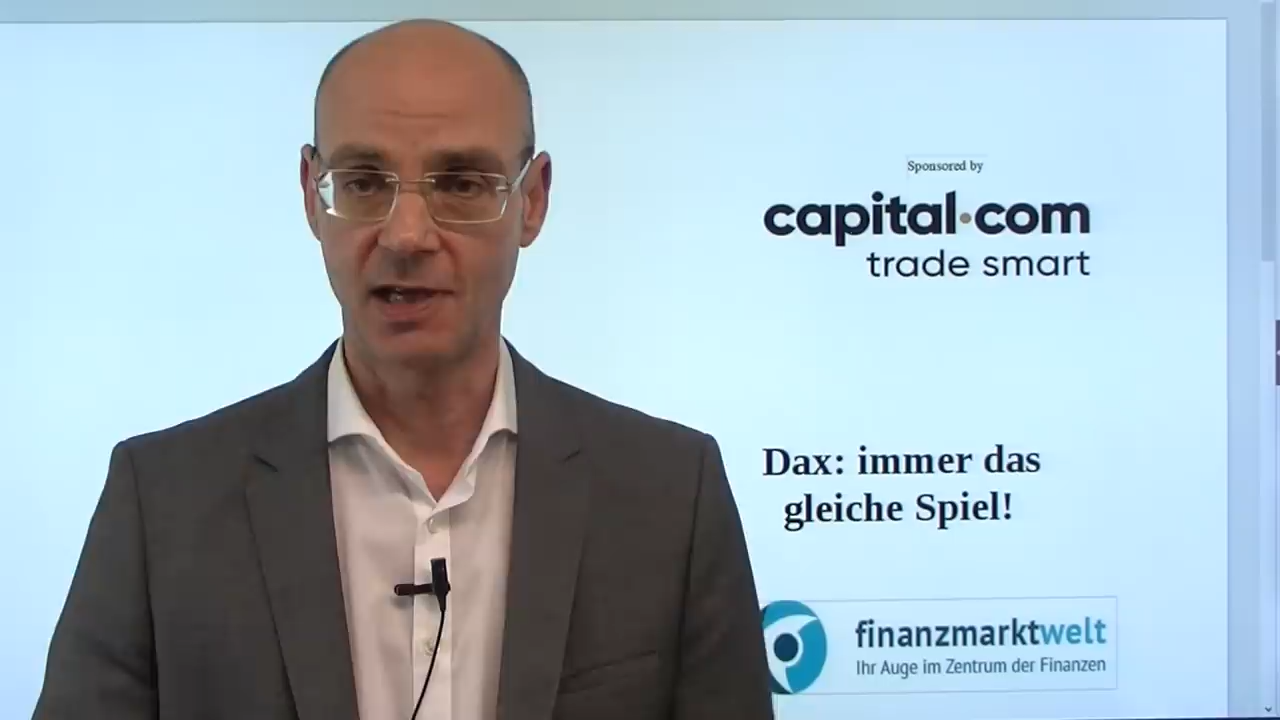 Sponsored by
capital·com
trade smart
Dax: immer das
gleiche Spiel!
finanzmarktwelt
Ihr Auge im Zentrum der Finanzen